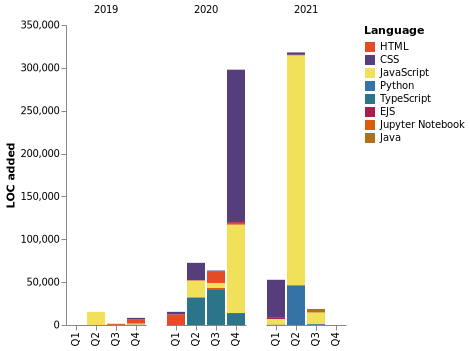 2019 2020 2021
350,000
300,000
250,000
200,000
150,000
100,000
50,000
0
LOC added
Q1 Q2 Q3 Q4 Q1 Q2 Q3 Q4 Q1 Q2 Q3 Q4
Language
HTML
CSS
JavaScript
Python
TypeScript
EJS
Jupyter Notebook
Java